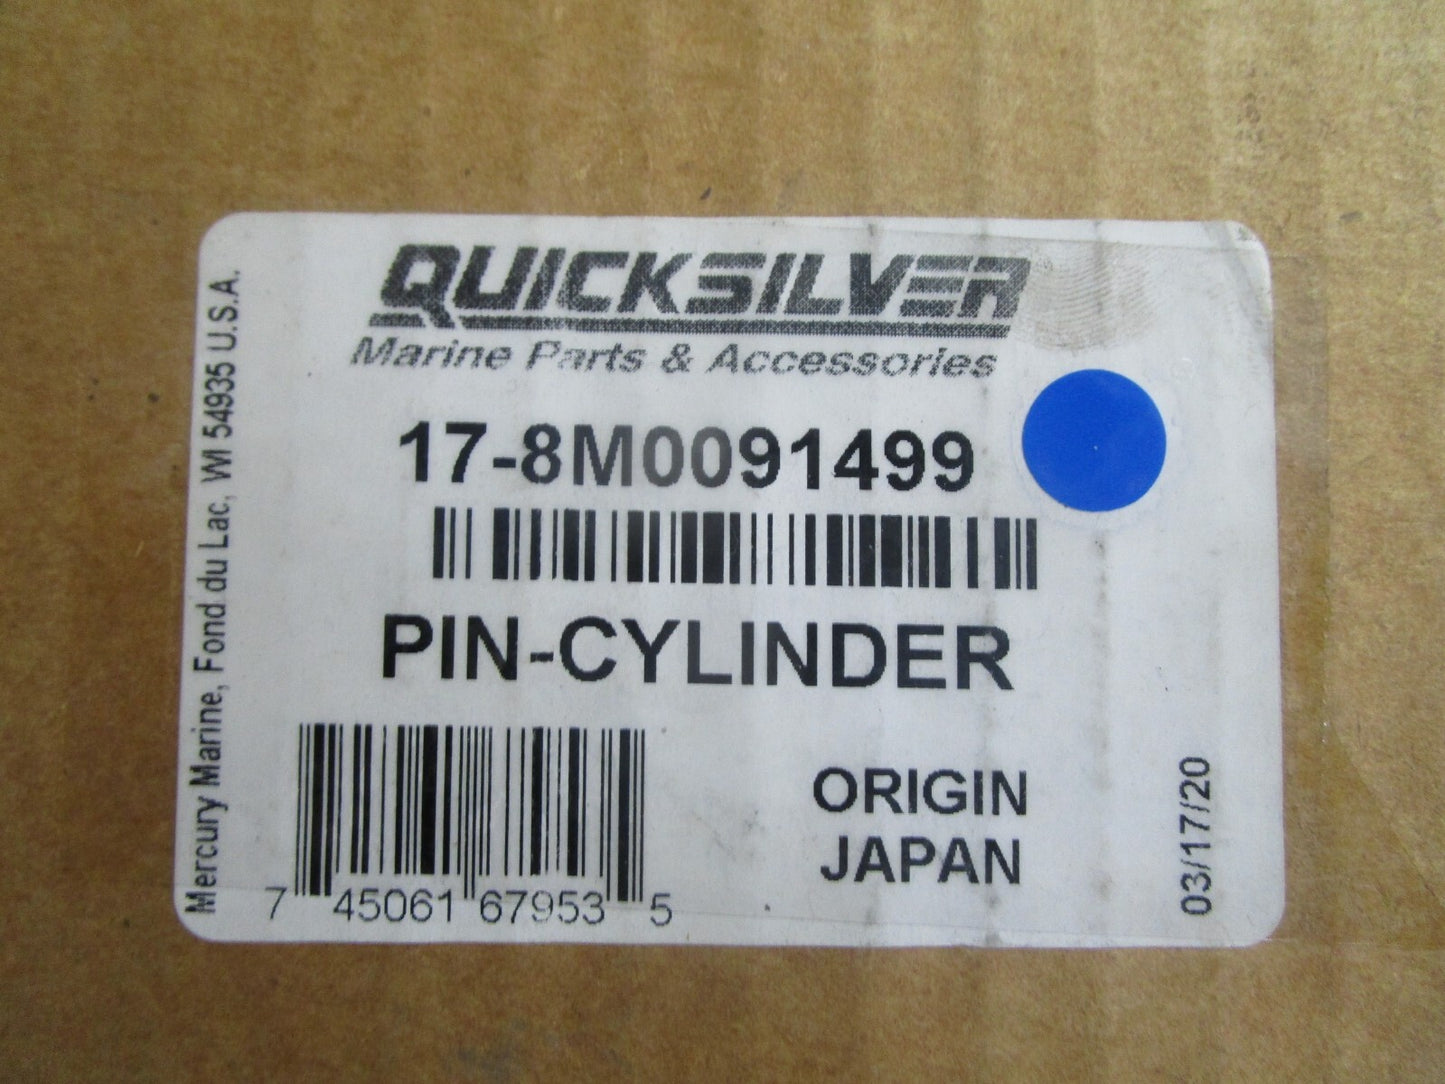 QUICKSILVER
Marine Parts & Accessories
17-8M0091499
PIN-CYLINDER
7 45061 67953 5
ORIGIN
JAPAN
03/17/20
Mercury Marine, Fond du Lac, WI 54935 U.S.A.